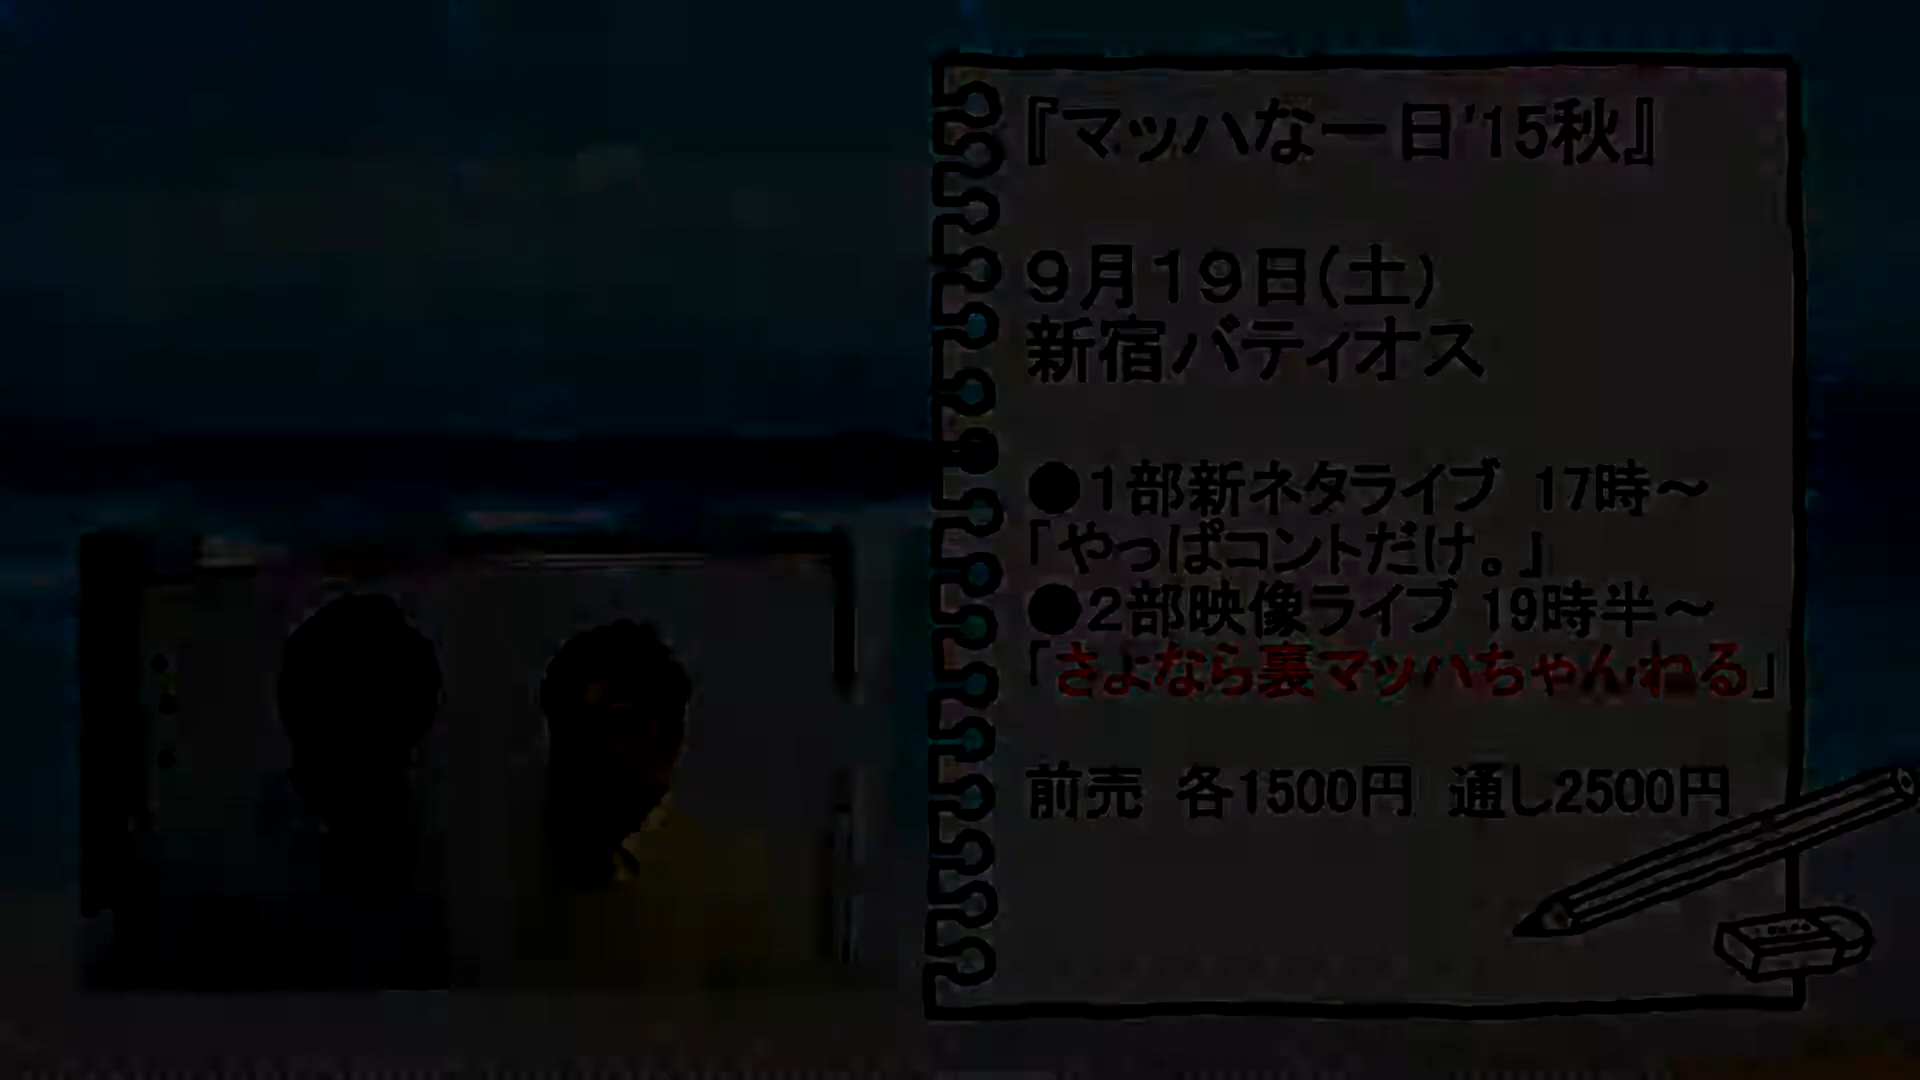 『マッハな一日'15秋』
９月１９日(土)
新宿バティオス
●１部新ネタライブ 17時～
「やっぱコントだけ。」
●２部映像ライブ 19時半～
「さよなら裏マッハちゃんねる」
前売 各1500円 通し2500円